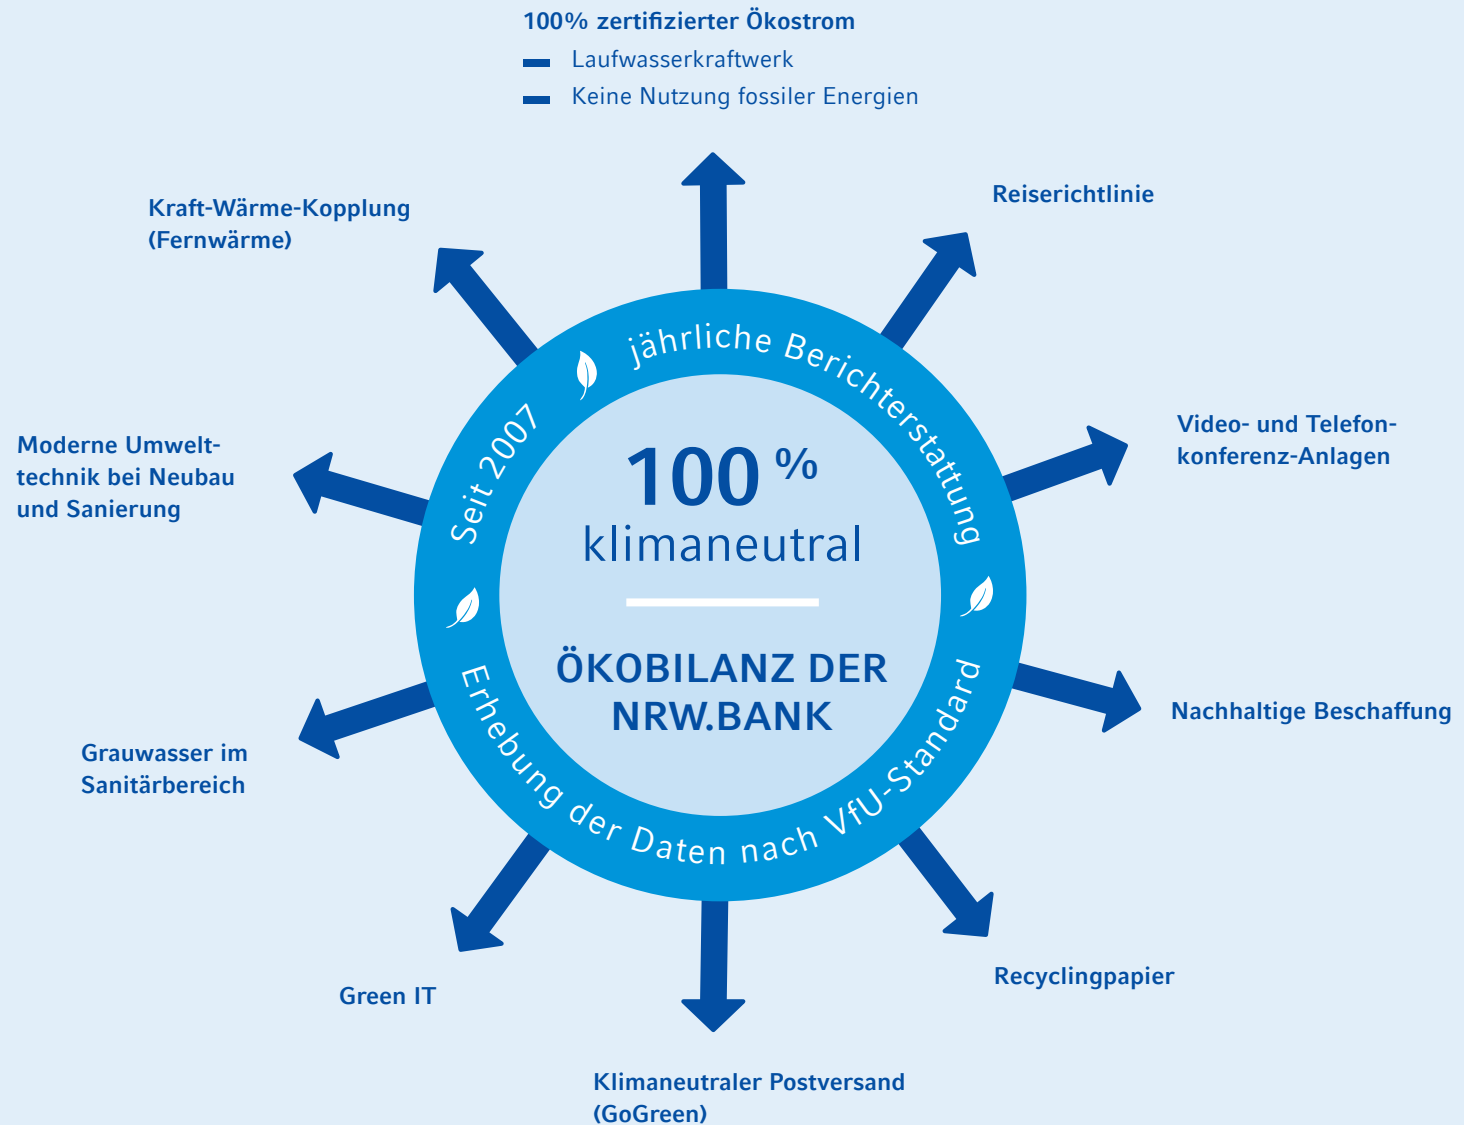 100% zertifizierter Ökostrom
Laufwasserkraftwerk
Keine Nutzung fossiler Energien
Reiserichtlinie
Video- und Telefon-
konferenz-Anlagen
Nachhaltige Beschaffung
Recyclingpapier
Klimaneutraler Postversand
(GoGreen)
Green IT
Grauwasser im
Sanitärbereich
Moderne Umwelt-
technik bei Neubau
und Sanierung
Kraft-Wärme-Kopplung
(Fernwärme)
Seit 2007
jährliche Berichterstattung
Erhebung der Daten nach VfU-Standard
100 %
klimaneutral
ÖKOBILANZ DER
NRW.BANK